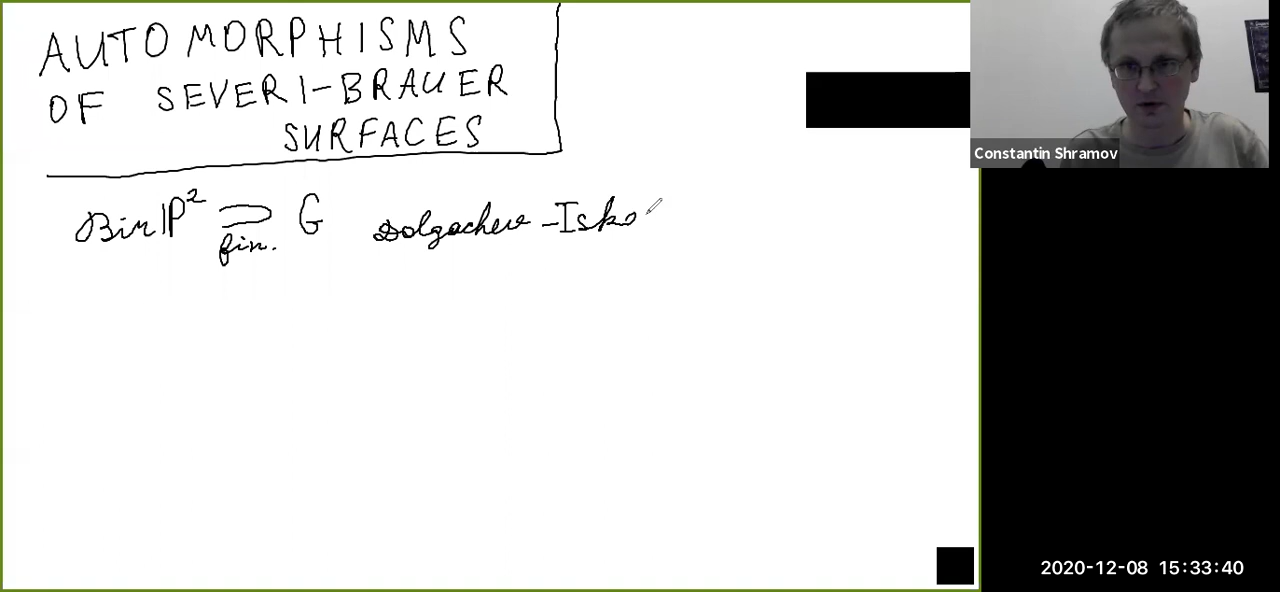 AUTOMORPHISMS
OF SEVERI-BRAUER
SURFACES
Bir ℙ² ⊃ G Dolgachev - Isko
fin.
Constantin Shramov
2020-12-08 15:33:40